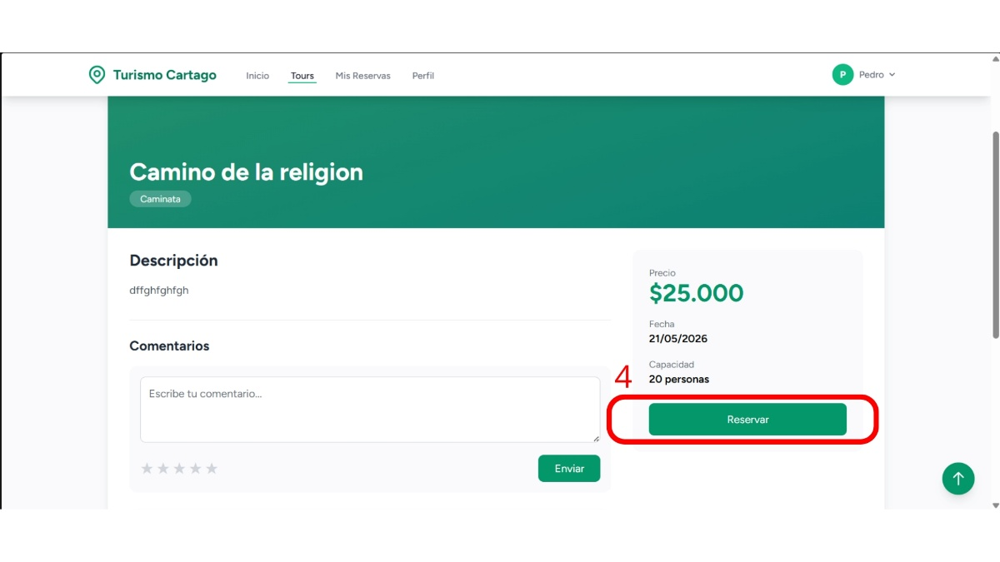 Turismo Cartago Inicio Tours Mis Reservas Perfil P Pedro
Camino de la religion
Caminata
Descripción
dffghfghfgh
Comentarios
Escribe tu comentario...
Enviar
Precio
$25.000
Fecha
21/05/2026
Capacidad
20 personas
4
Reservar